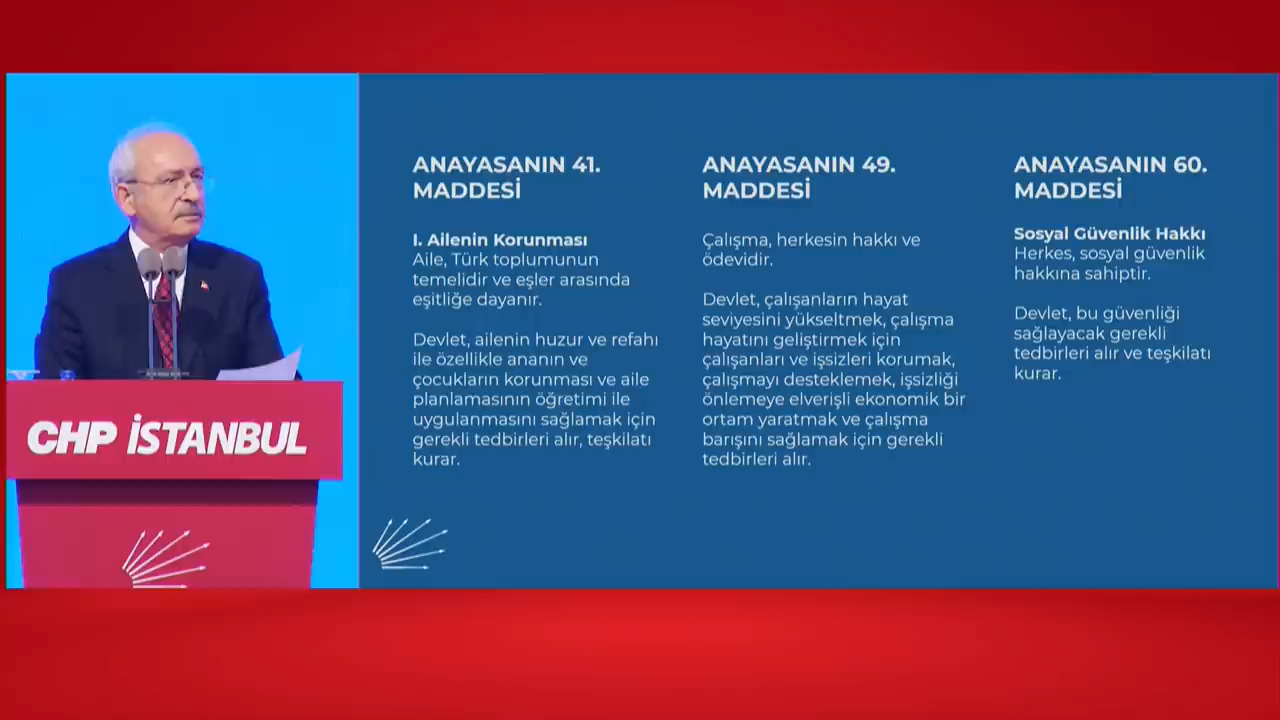 CHP İSTANBUL
ANAYASANIN 41.
MADDESİ
I. Ailenin Korunması
Aile, Türk toplumunun
temelidir ve eşler arasında
eşitliğe dayanır.
Devlet, ailenin huzur ve refahı
ile özellikle ananın ve
çocukların korunması ve aile
planlamasının öğretimi ile
uygulanmasını sağlamak için
gerekli tedbirleri alır, teşkilatı
kurar.
ANAYASANIN 49.
MADDESİ
Çalışma, herkesin hakkı ve
ödevidir.
Devlet, çalışanların hayat
seviyesini yükseltmek, çalışma
hayatını geliştirmek için
çalışanları ve işsizleri korumak,
çalışmayı desteklemek, işsizliği
önlemeye elverişli ekonomik bir
ortam yaratmak ve çalışma
barışını sağlamak için gerekli
tedbirleri alır.
ANAYASANIN 60.
MADDESİ
Sosyal Güvenlik Hakkı
Herkes, sosyal güvenlik
hakkına sahiptir.
Devlet, bu güvenliği
sağlayacak gerekli
tedbirleri alır ve teşkilatı
kurar.